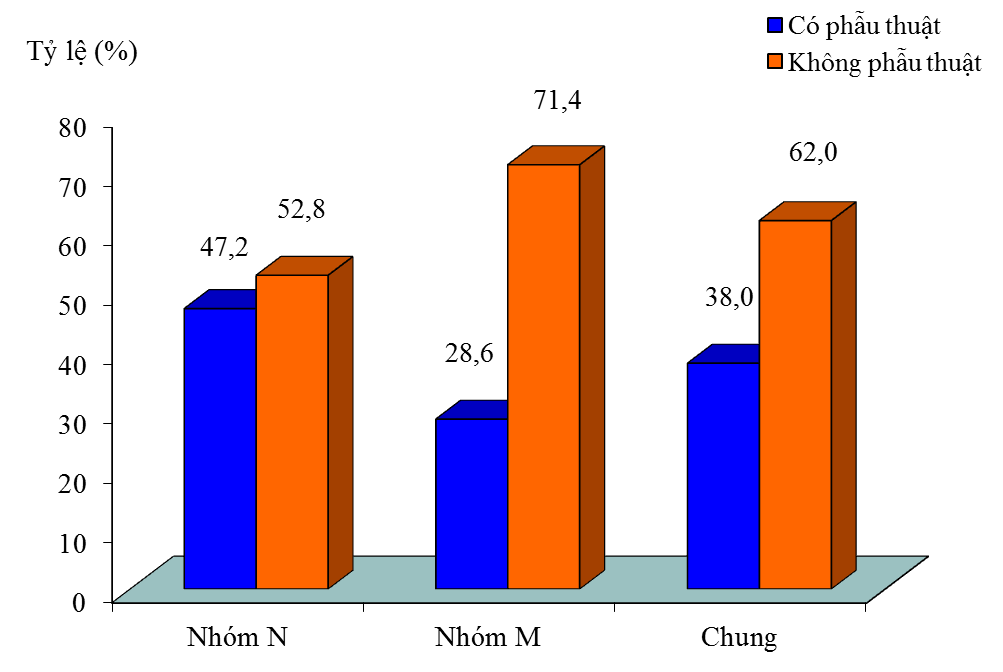 Có phẫu thuật
Không phẫu thuật
Tỷ lệ (%)
80
70
60
50
40
30
20
10
0
47,2
52,8
28,6
71,4
38,0
62,0
Nhóm N
Nhóm M
Chung